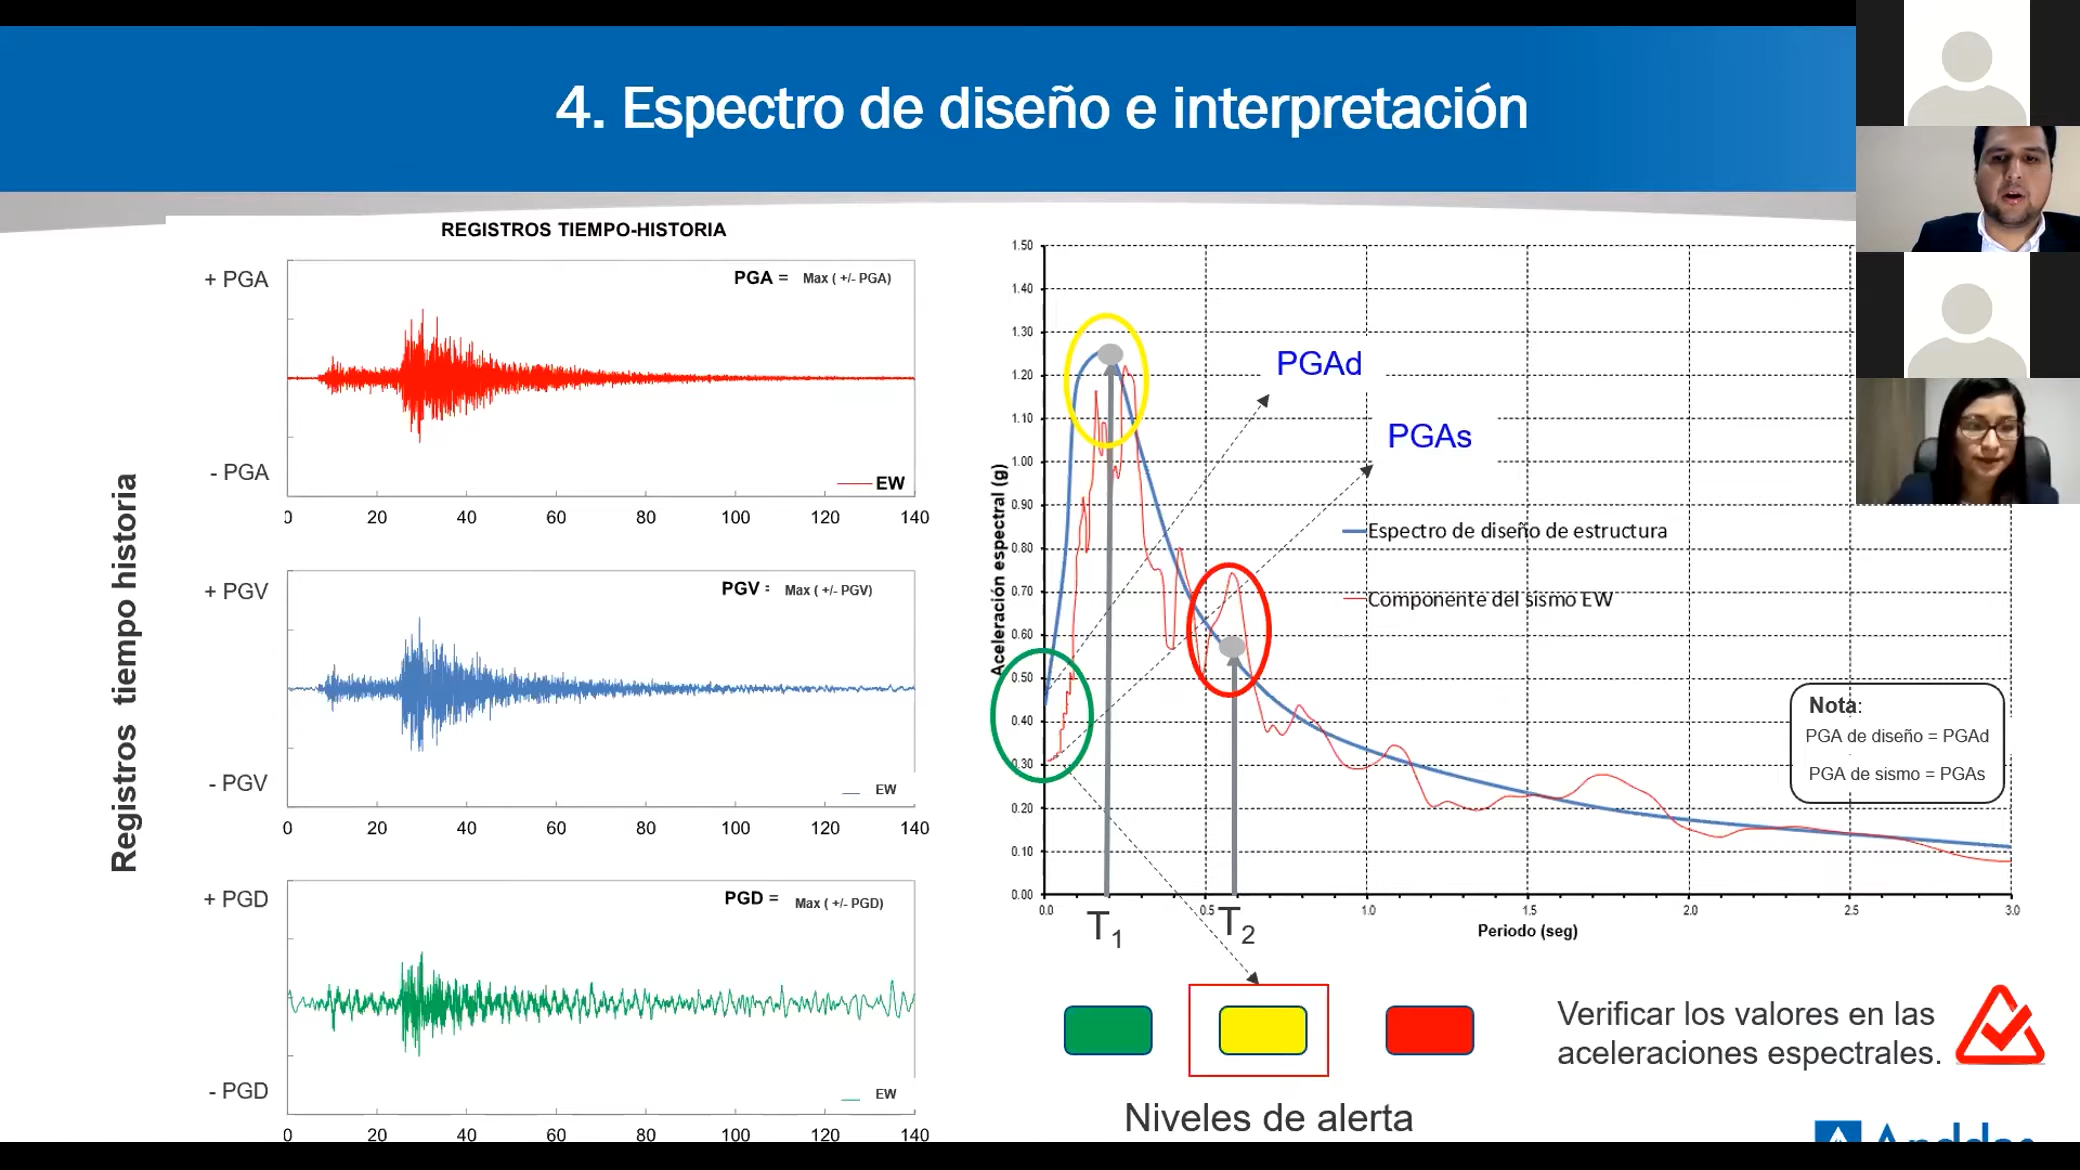 4. Espectro de diseño e interpretación
REGISTROS TIEMPO-HISTORIA
Registros tiempo historia
+ PGA
- PGA
PGA = Max ( +/- PGA)
EW
0 20 40 60 80 100 120 140
+ PGV
- PGV
PGV = Max ( +/- PGV)
EW
0 20 40 60 80 100 120 140
+ PGD
- PGD
PGD = Max ( +/- PGD)
EW
0 20 40 60 80 100 120 140
Aceleración espectral (g)
1.50
1.40
1.30
1.20
1.10
1.00
0.90
0.80
0.70
0.60
0.50
0.40
0.30
0.20
0.10
0.00
PGAd
PGAs
Espectro de diseño de estructura
Componente del sismo EW
Nota:
PGA de diseño = PGAd
PGA de sismo = PGAs
0.0 0.5 1.0 1.5 2.0 2.5 3.0
T1 T2
Periodo (seg)
Verificar los valores en las
aceleraciones espectrales.
Niveles de alerta